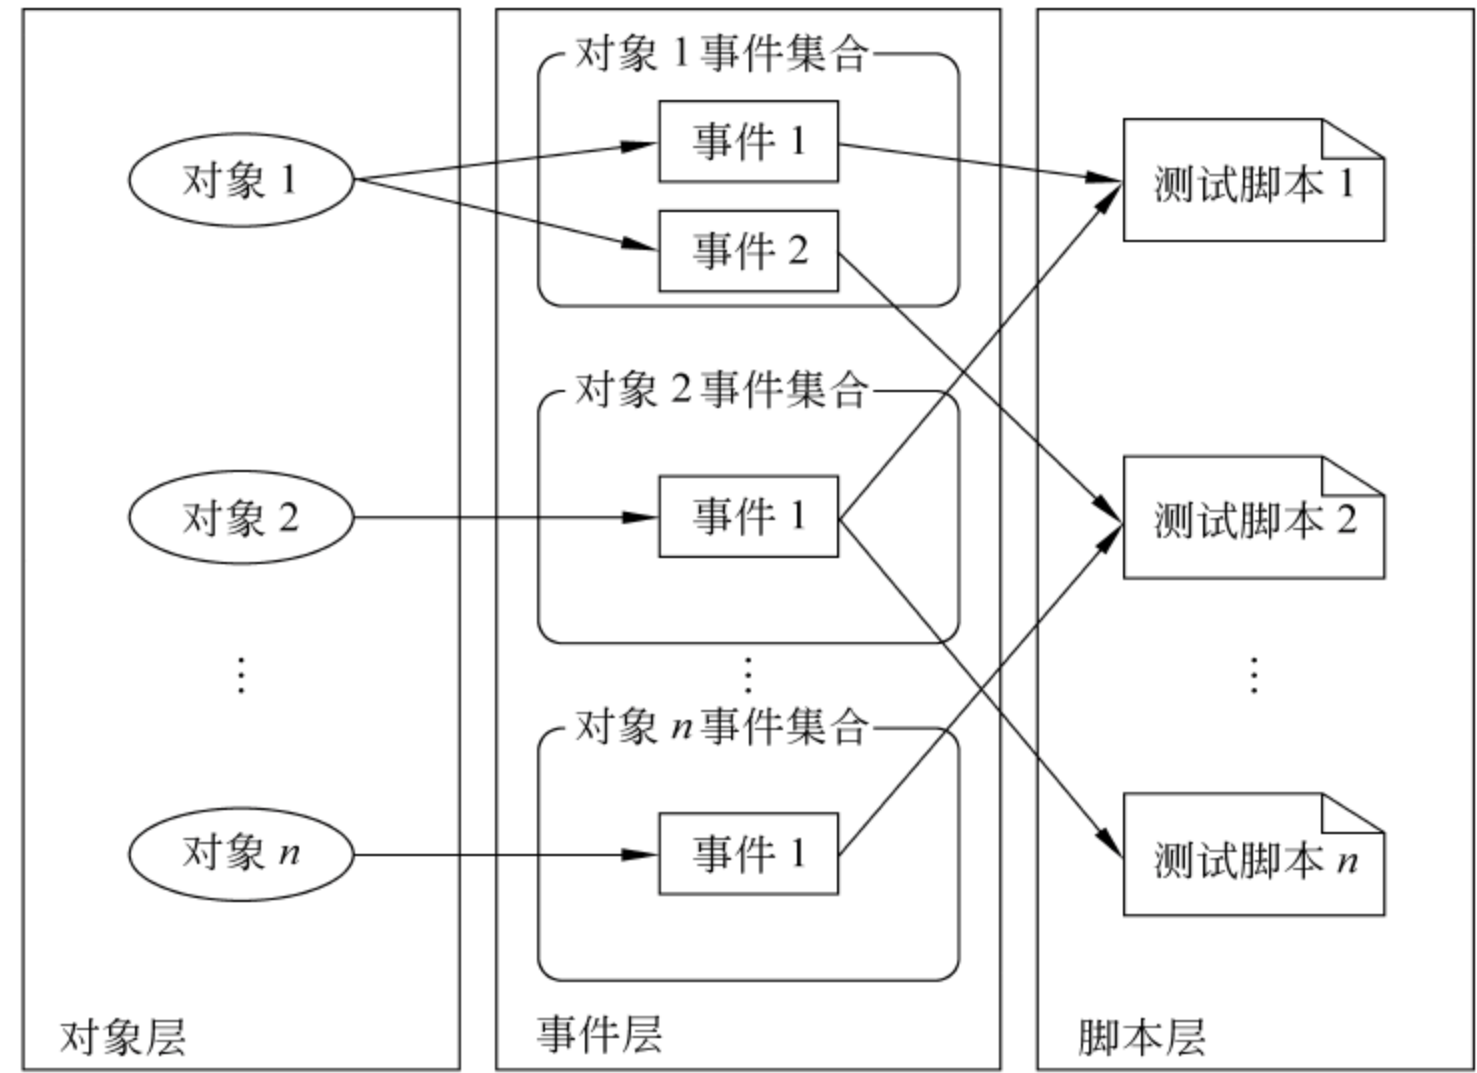 对象 1 事件集合
事件 1
事件 2
对象 1
测试脚本 1
对象 2 事件集合
对象 2
事件 1
测试脚本 2
⋮
⋮
⋮
对象 n 事件集合
对象 n
事件 1
测试脚本 n
对象层
事件层
脚本层